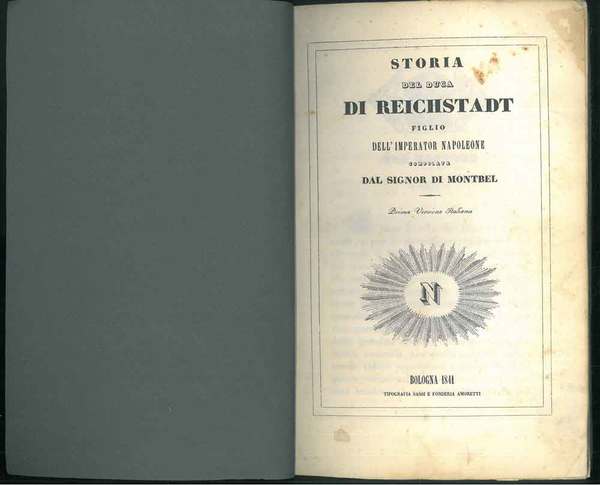 STORIA
DEL DUCA
DI REICHSTADT
FIGLIO
DELL'IMPERATOR NAPOLEONE
COMPILATA
DAL SIGNOR DI MONTBEL
Prima Versione Italiana
N
BOLOGNA 1841
TIPOGRAFIA SASSI E FONDERIA AMORETTI